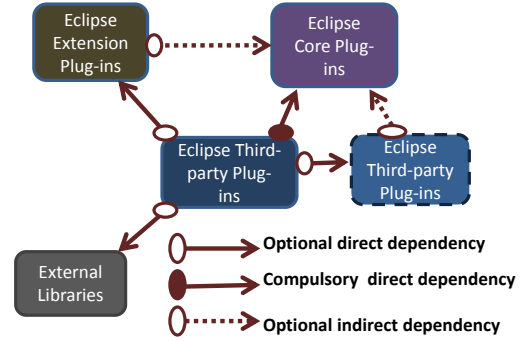 Eclipse
Extension
Plug-ins
Eclipse
Core Plug-
ins
Eclipse Third-
party Plug-
ins
Eclipse
Third-party
Plug-ins
External
Libraries
Optional direct dependency
Compulsory direct dependency
Optional indirect dependency